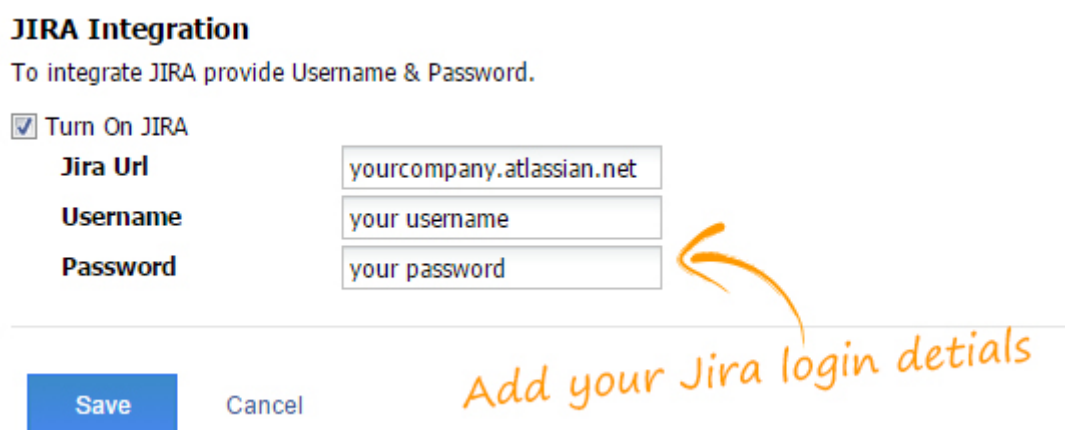 JIRA Integration
To integrate JIRA provide Username & Password.
Turn On JIRA
Jira Url yourcompany.atlassian.net
Username your username
Password your password
Add your Jira login detials
Save Cancel